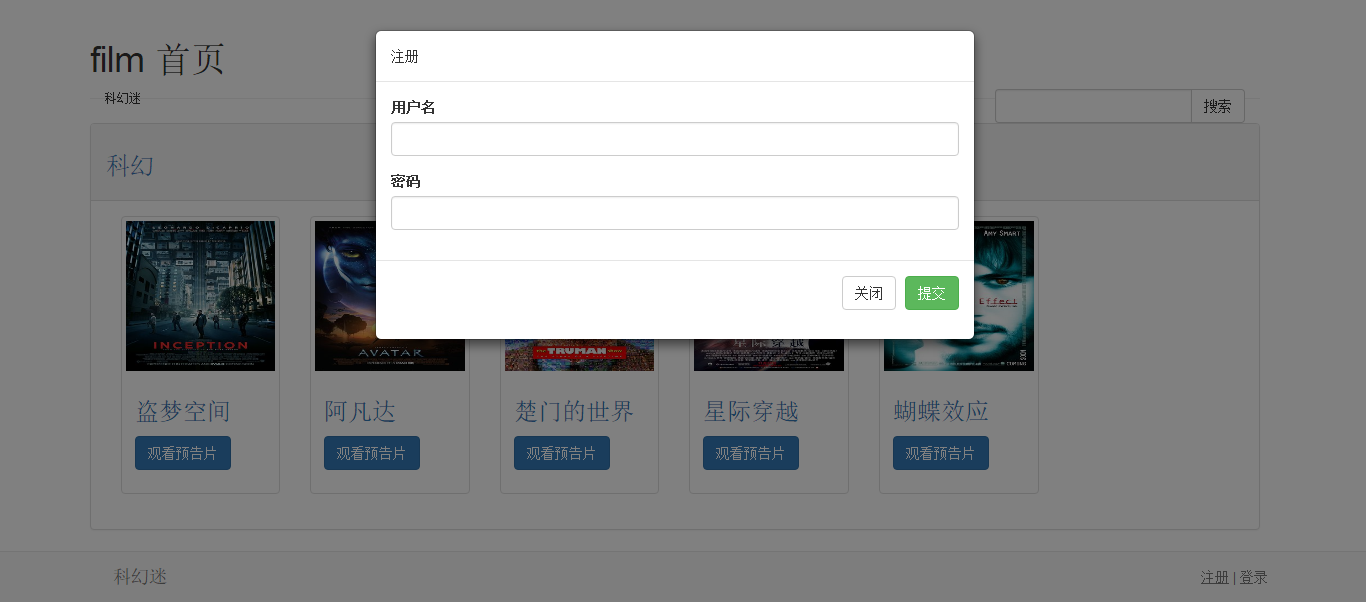 film 首页
科幻迷
搜索
注册
用户名
密码
关闭
提交
科幻
INCEPTION
AVATAR
TRUMAN
AMY SMART
Effect
盗梦空间
阿凡达
楚门的世界
星际穿越
蝴蝶效应
观看预告片
观看预告片
观看预告片
观看预告片
观看预告片
科幻迷
注册 | 登录